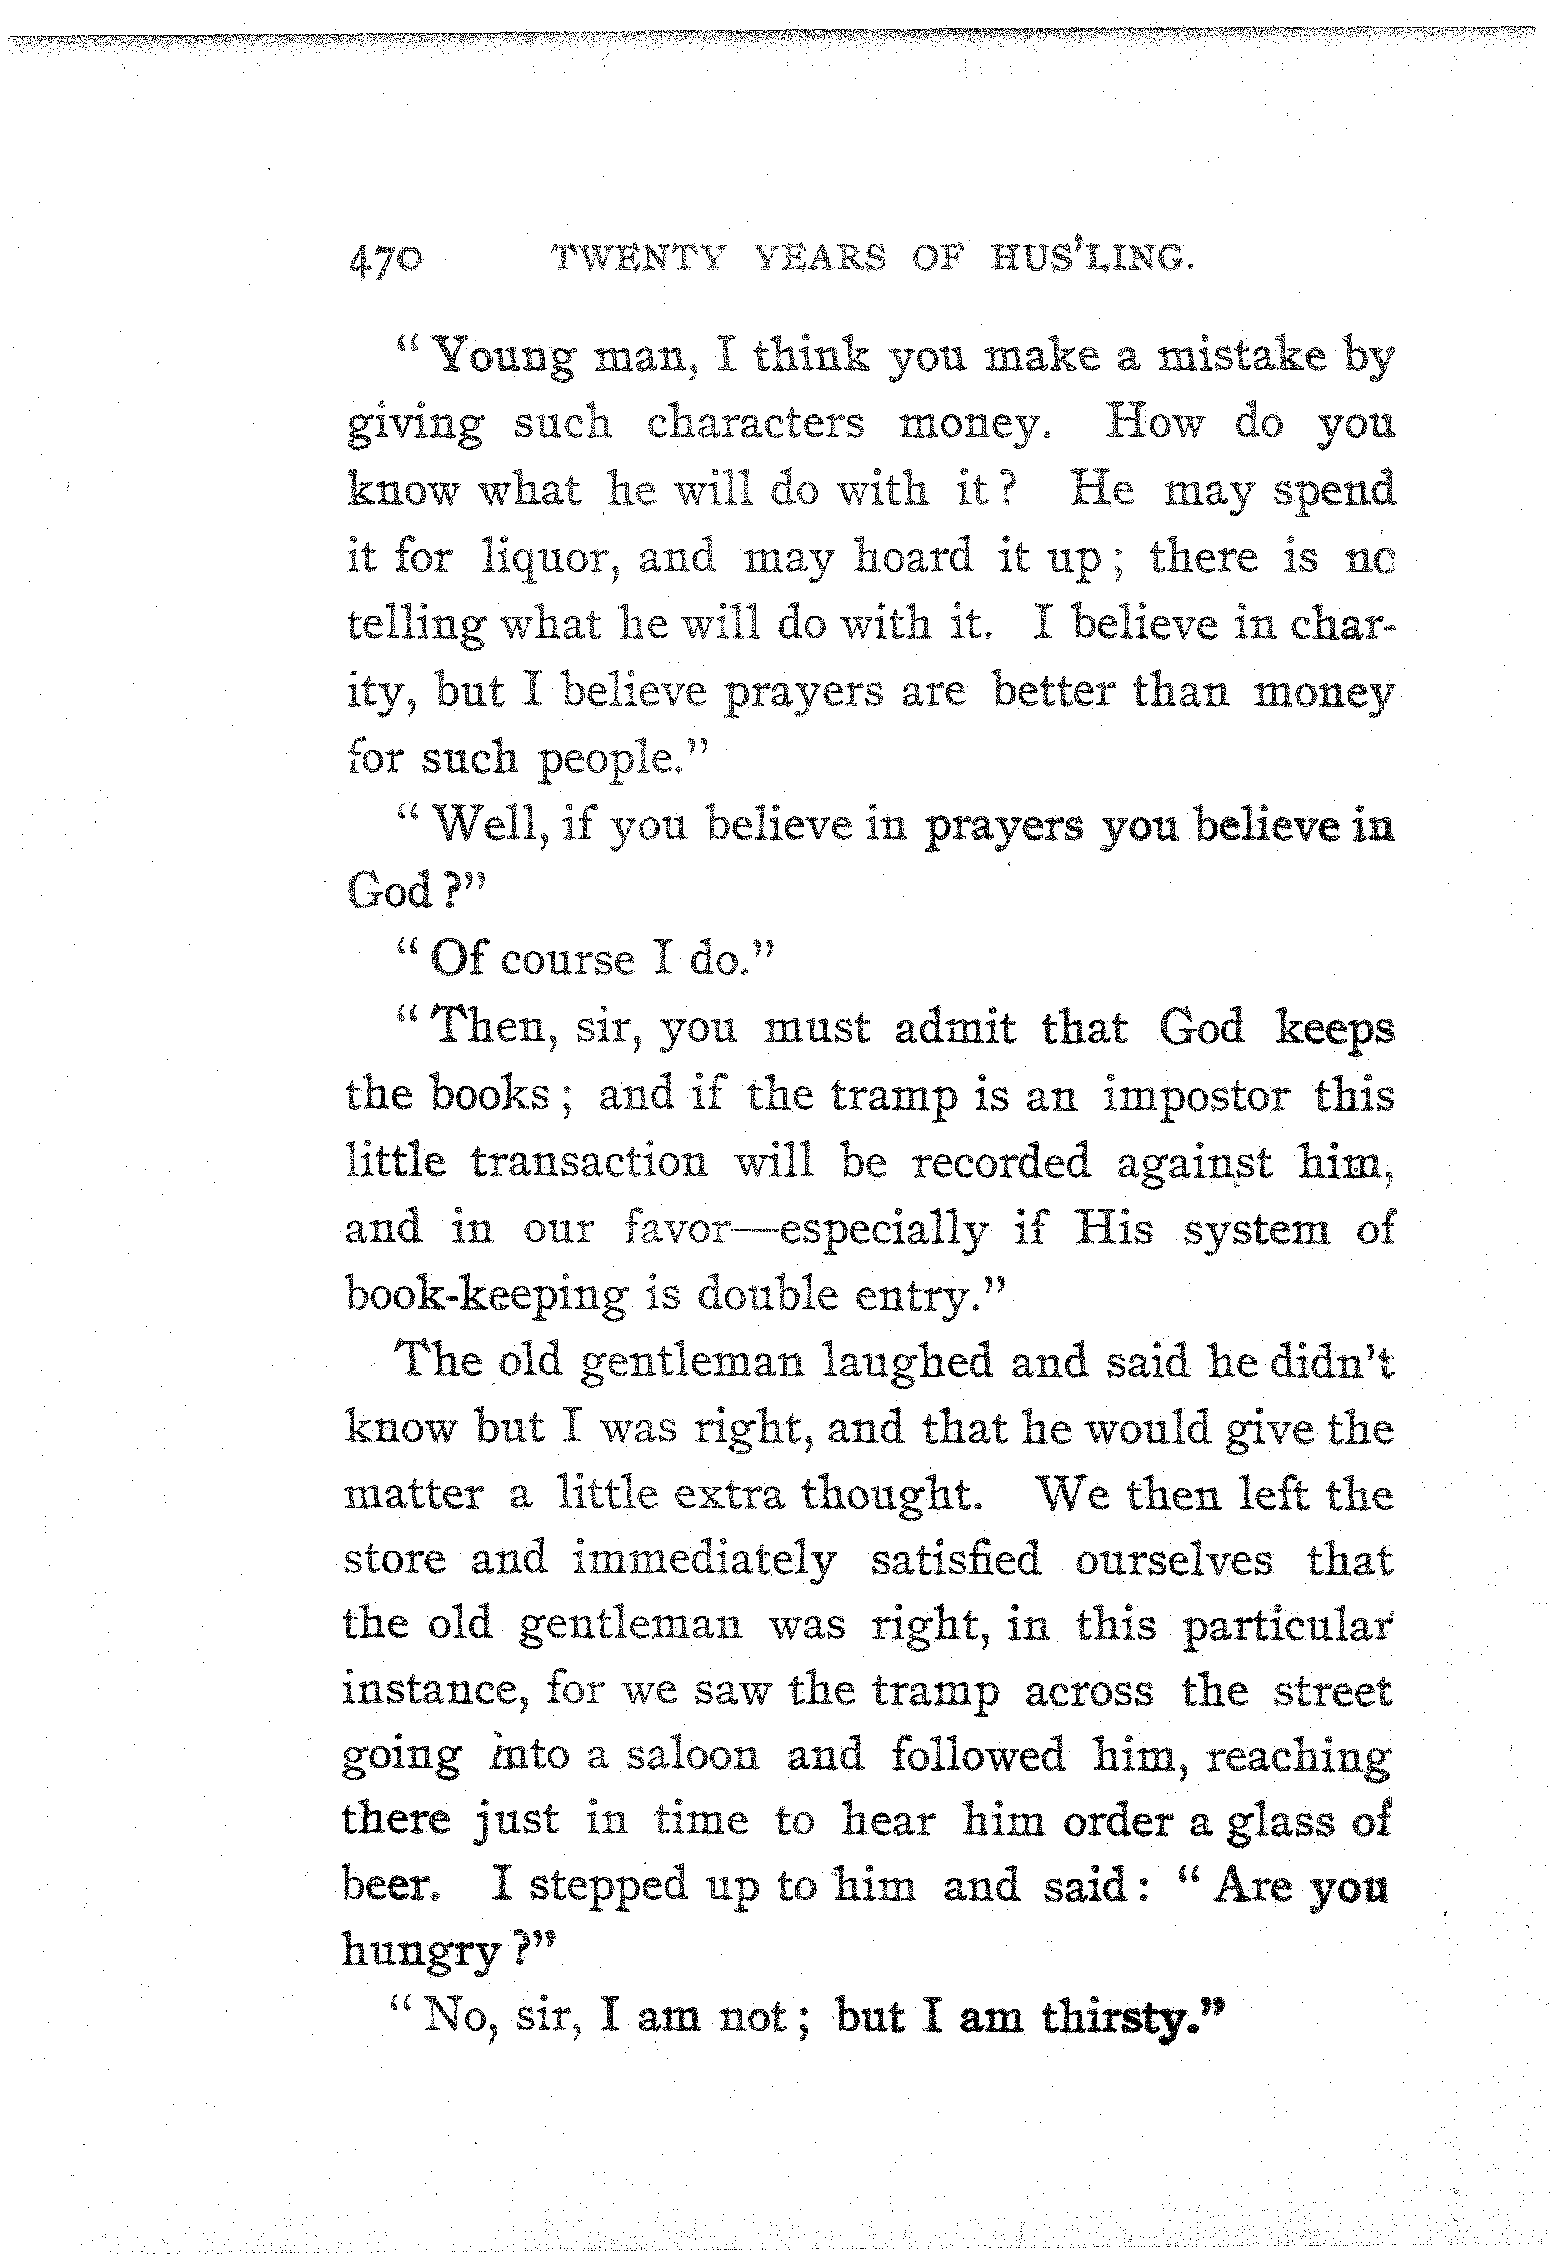 470 TWENTY YEARS OF HUS'LING.
“ Young man, I think you make a mistake by
giving such characters money. How do you
know what he will do with it? He may spend
it for liquor, and may hoard it up; there is no
telling what he will do with it. I believe in char-
ity, but I believe prayers are better than money
for such people.”
“ Well, if you believe in prayers you believe in
God?”
“ Of course I do.”
“ Then, sir, you must admit that God keeps
the books; and if the tramp is an impostor this
little transaction will be recorded against him,
and in our favor—especially if His system of
book-keeping is double entry.”
The old gentleman laughed and said he didn't
know but I was right, and that he would give the
matter a little extra thought. We then left the
store and immediately satisfied ourselves that
the old gentleman was right, in this particular
instance, for we saw the tramp across the street
going into a saloon and followed him, reaching
there just in time to hear him order a glass of
beer. I stepped up to him and said: “ Are you
hungry?”
“ No, sir, I am not; but I am thirsty.”